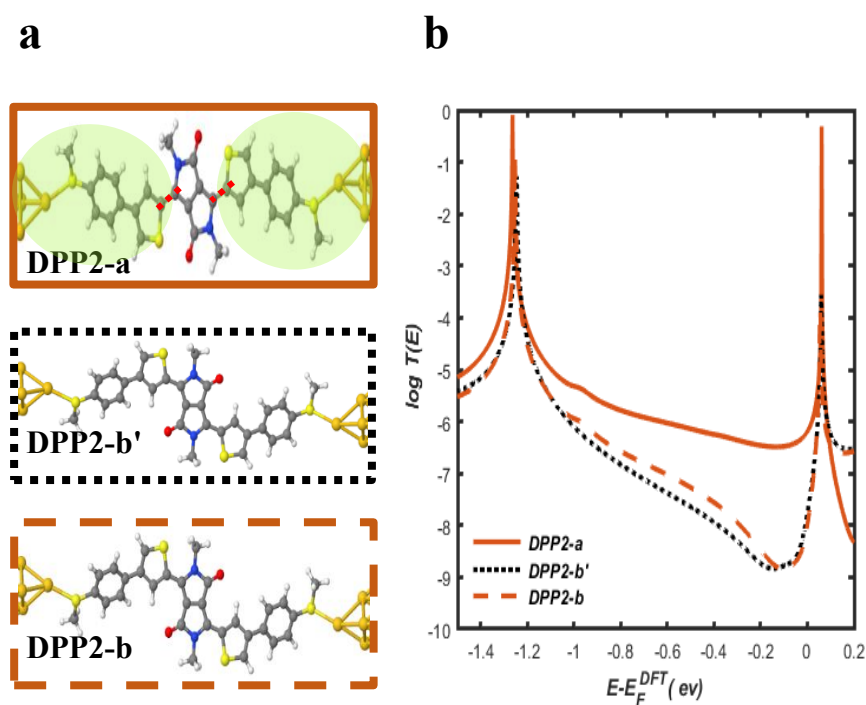 a
b
DPP2-a
DPP2-b'
DPP2-b
log T(E)
0
-1
-2
-3
-4
-5
-6
-7
-8
-9
-10
DPP2-a
DPP2-b'
DPP2-b
-1.4 -1.2 -1 -0.8 -0.6 -0.4 -0.2 0 0.2
E-E_F^DFT( ev)